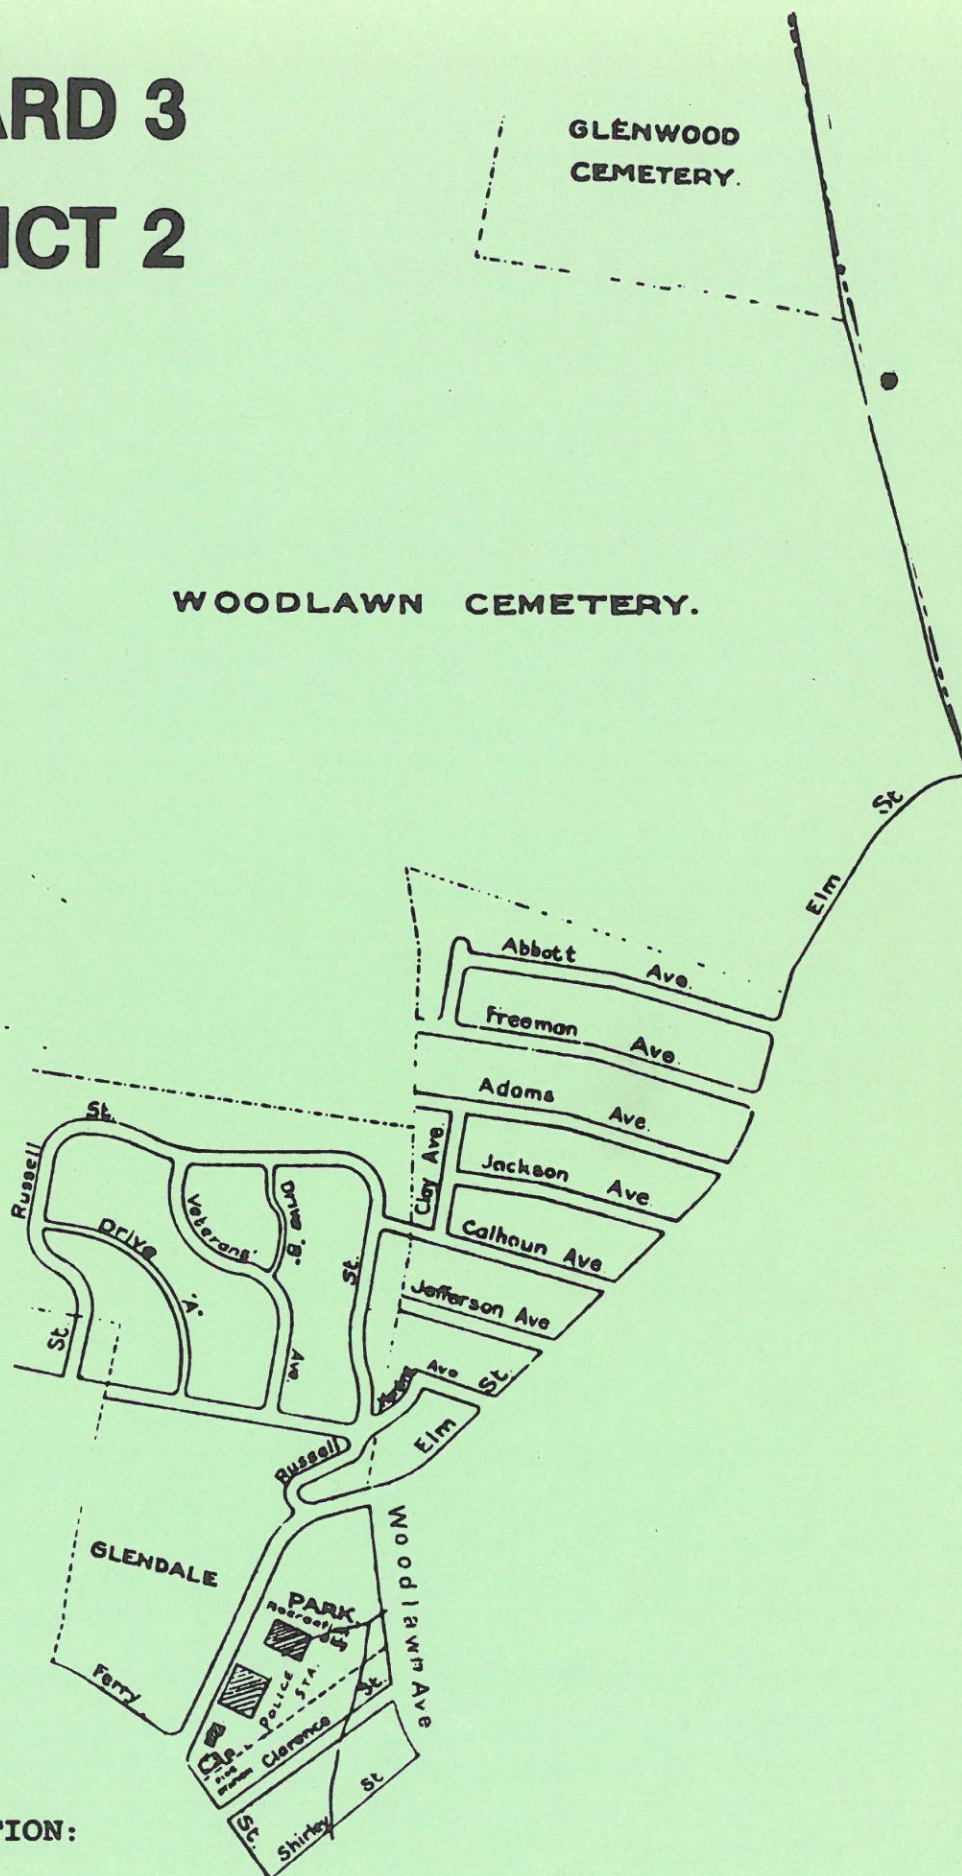 ARD 3
ICT 2
GLENWOOD
CEMETERY.
WOODLAWN CEMETERY.
St
Elm
Abbott Ave.
Freeman Ave.
Adams Ave.
Clay Ave.
Jackson Ave.
Calhoun Ave
Jefferson Ave
Ave
St.
Elm
St.
Russell
Drive "A"
Veterans'
Ave.
Drive "B"
St.
St.
Russell
Woodlawn Ave
GLENDALE
PARK.
POLICE
STA.
Ferry
Clarence St.
St.
Shirley St
TION: